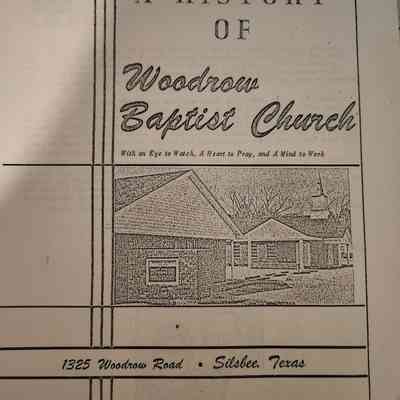 A HISTORY
OF
Woodrow
Baptist Church
With an Eye to Watch, A Heart to Pray, and A Mind to Work
1325 Woodrow Road • Silsbee, Texas